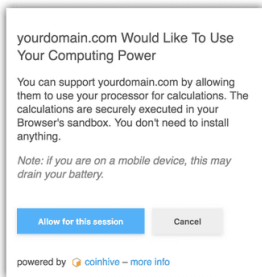 yourdomain.com Would Like To Use
Your Computing Power
You can support yourdomain.com by allowing
them to use your processor for calculations. The
calculations are securely executed in your
Browser's sandbox. You don't need to install
anything.
Note: if you are on a mobile device, this may
drain your battery.
Allow for this session
Cancel
powered by coinhive – more info